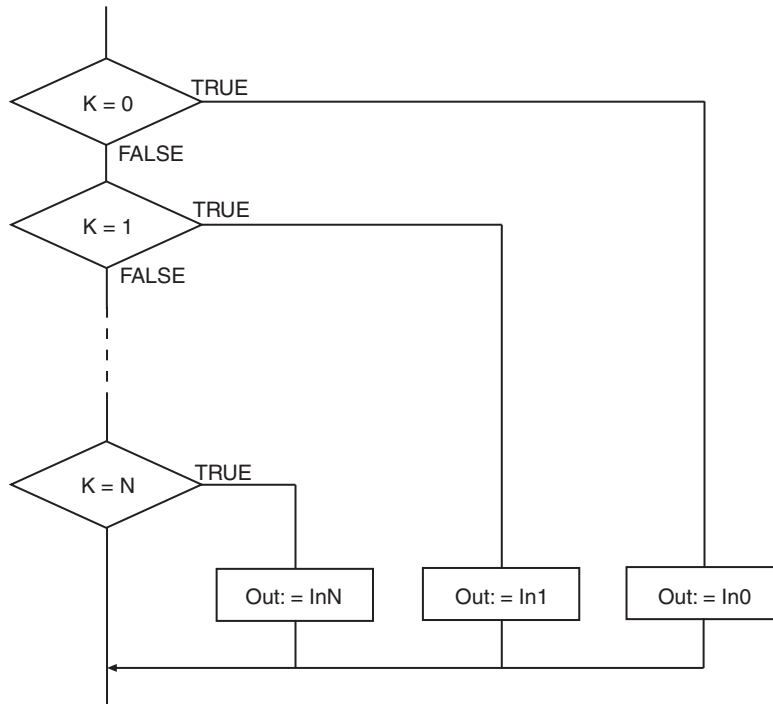 TRUE
K = 0
FALSE
TRUE
K = 1
FALSE
TRUE
K = N
Out: = InN
Out: = In1
Out: = In0